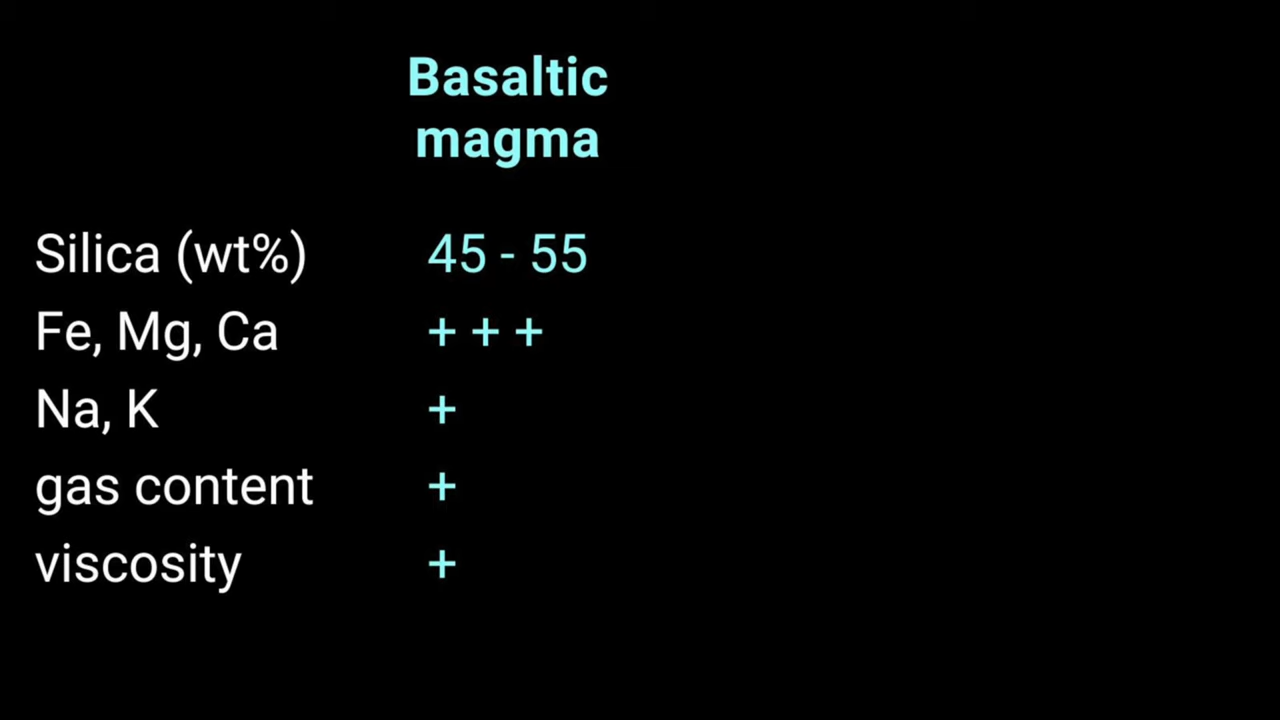 Basaltic
magma
Silica (wt%) 45 - 55
Fe, Mg, Ca + + +
Na, K +
gas content +
viscosity +